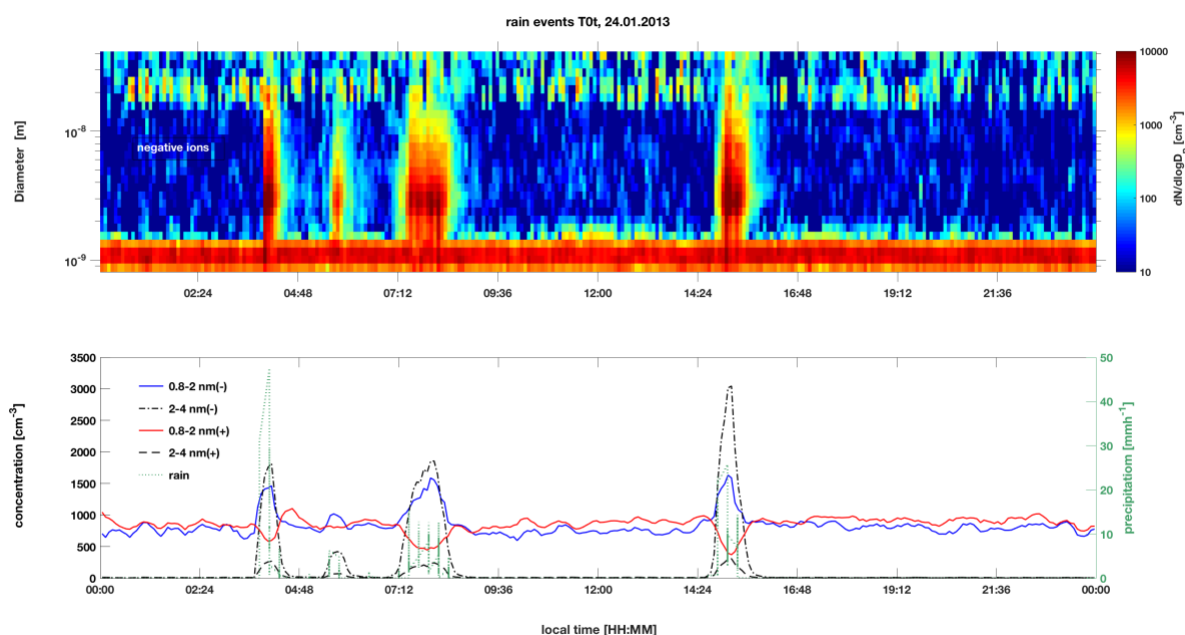 rain events T0t, 24.01.2013
Diameter [m]
10-8
10-9
negative ions
02:24 04:48 07:12 09:36 12:00 14:24 16:48 19:12 21:36
10000
1000
100
10
dN/dlogDp [cm-3]
concentration [cm-3]
3500
3000
2500
2000
1500
1000
500
0
0.8-2 nm(-)
2-4 nm(-)
0.8-2 nm(+)
2-4 nm(+)
rain
50
40
30
20
10
0
precipitatiom [mmh-1]
00:00 02:24 04:48 07:12 09:36 12:00 14:24 16:48 19:12 21:36 00:00
local time [HH:MM]